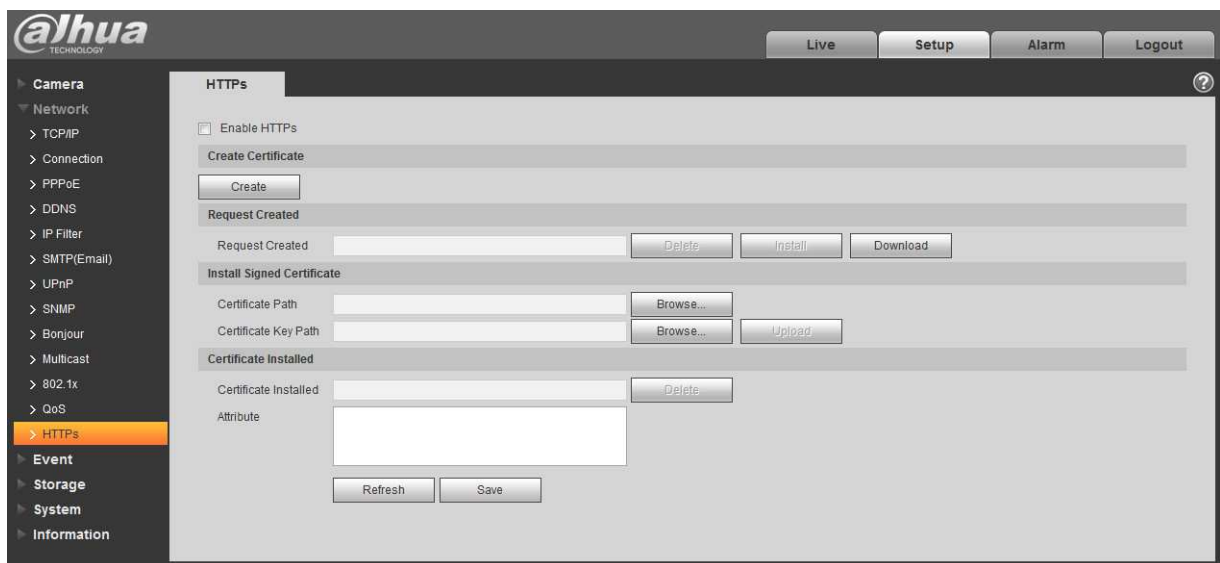 alhua
TECHNOLOGY
Live Setup Alarm Logout
Camera
Network
> TCP/IP
> Connection
> PPPoE
> DDNS
> IP Filter
> SMTP(Email)
> UPnP
> SNMP
> Bonjour
> Multicast
> 802.1x
> QoS
> HTTPs
Event
Storage
System
Information
HTTPs
?
Enable HTTPs
Create Certificate
Create
Request Created
Request Created Delete Install Download
Install Signed Certificate
Certificate Path Browse...
Certificate Key Path Browse... Upload
Certificate Installed
Certificate Installed Delete
Attribute
Refresh Save